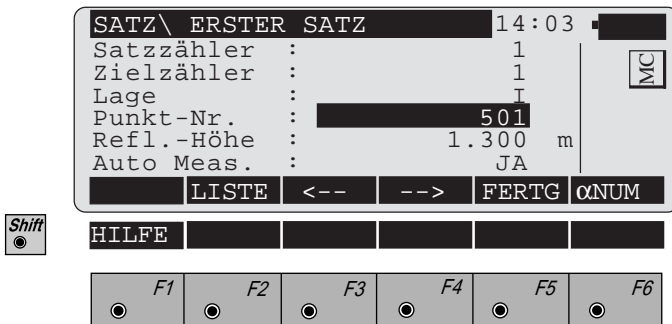 SATZ\ ERSTER SATZ 14:03
Satzzähler : 1
Zielzähler : 1
Lage : I
Punkt-Nr. : 501
Refl.-Höhe : 1.300 m
Auto Meas. : JA
MC
LISTE <-- --> FERTG αNUM
Shift
HILFE
F1 F2 F3 F4 F5 F6